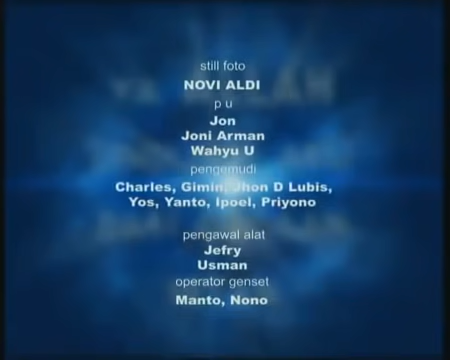 still foto
NOVI ALDI
p u
Jon
Joni Arman
Wahyu U
pengemudi
Charles, Gimin, Jhon D Lubis,
Yos, Yanto, Ipoel, Priyono
pengawal alat
Jefry
Usman
operator genset
Manto, Nono